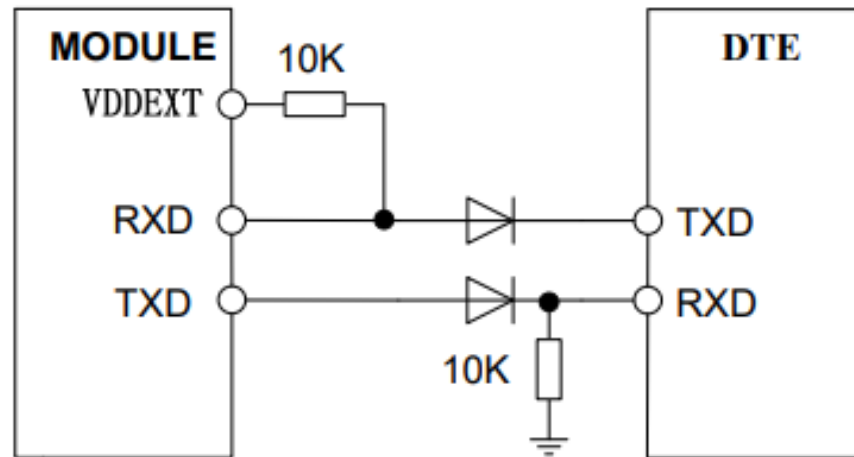 MODULE
DTE
10K
VDDEXT
RXD
TXD
TXD
RXD
10K